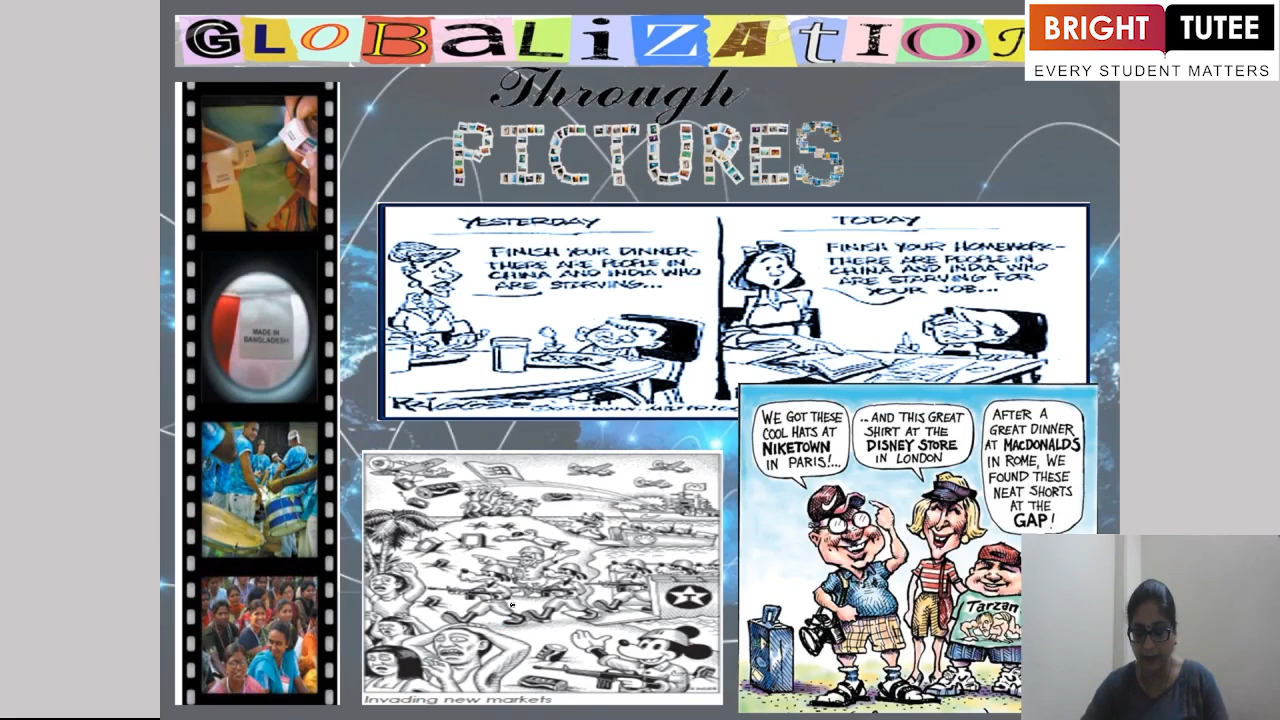 GLOBALIZATION
BRIGHT TUTEE
EVERY STUDENT MATTERS
Through
PICTURES
YESTERDAY
FINISH YOUR DINNER-
THERE ARE PEOPLE IN
CHINA AND INDIA WHO
ARE STARVING...
TODAY
FINISH YOUR HOMEWORK-
THERE ARE PEOPLE IN
CHINA AND INDIA WHO
ARE STARVING FOR
YOUR JOB...
MADE IN
BANGLADESH
WE GOT THESE
COOL HATS AT
NIKETOWN
IN PARIS!...
...AND THIS GREAT
SHIRT AT THE
DISNEY STORE
IN LONDON
AFTER A
GREAT DINNER
AT MACDONALDS
IN ROME, WE
FOUND THESE
NEAT SHORTS
AT THE
GAP!
Tarzan
Invading new markets